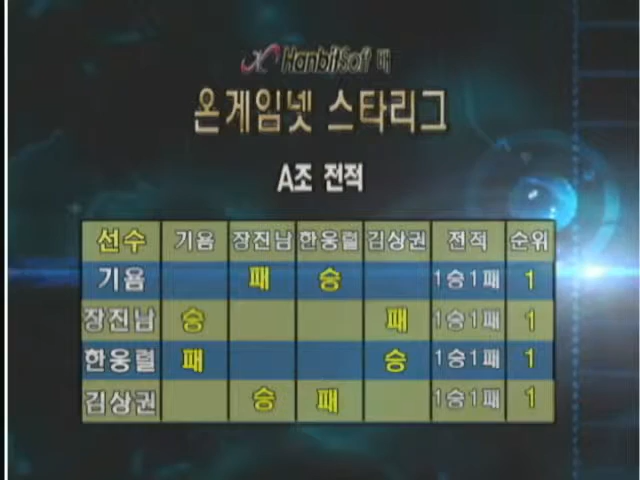 HanbitSoft 배
온게임넷 스타리그
A조 전적
선수 기욤 장진남 한웅렬 김상권 전적 순위
기욤 패 승 1승1패 1
장진남 승 패 1승1패 1
한웅렬 패 승 1승1패 1
김상권 승 패 1승1패 1